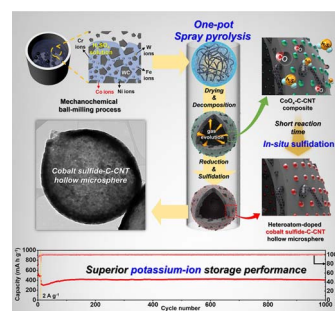 One-pot
Spray pyrolysis
Cr
ions
W
ions
WC
Fe
ions
Co ions
Ni ions
Mechanochemical
ball-milling process
Drying
&
Decomposition
gas
evolution
Reduction
&
Sulfidation
CoOₓ-C-CNT
composite
Short reaction
time
In-situ sulfidation
Heteroatom-doped
cobalt sulfide-C-CNT
hollow microsphere
Cobalt sulfide-C-CNT
hollow microsphere
Superior potassium-ion storage performance
2 A g⁻¹
Capacity (mA h g⁻¹)
1000
800
600
400
200
0
0
200
400
600
800
1000
Cycle number
100
80
60
40
20
0